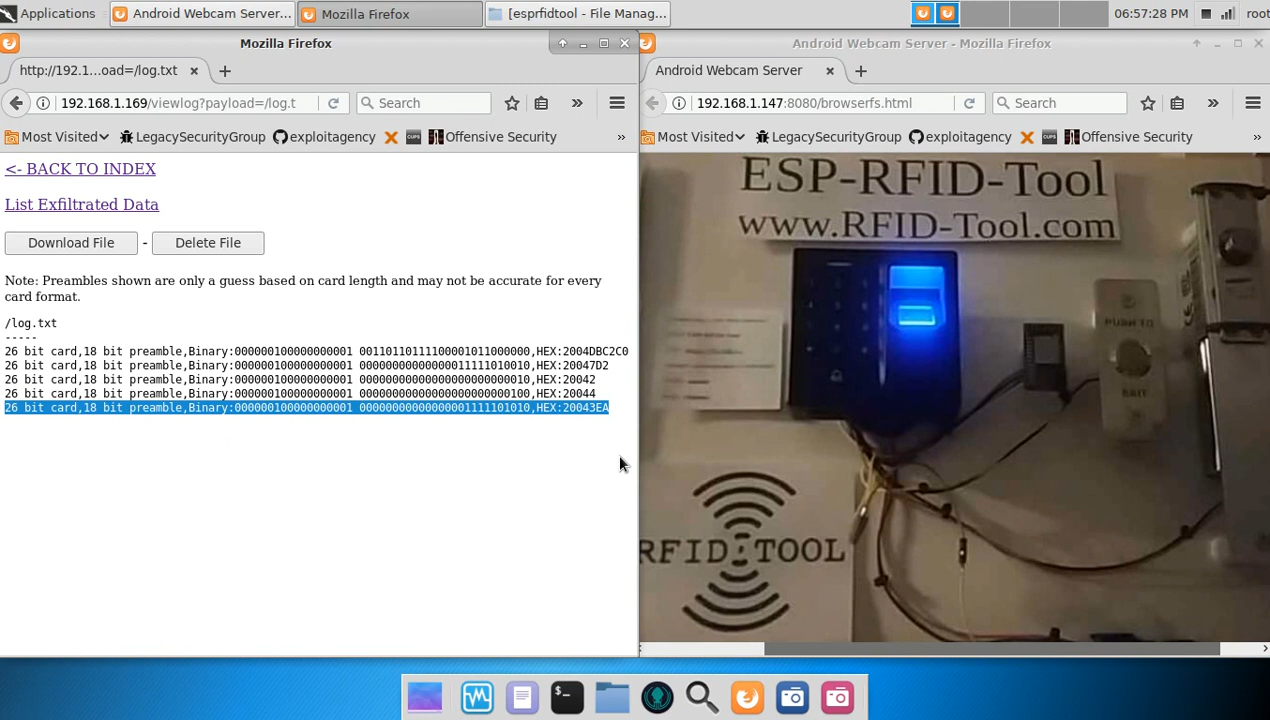 Applications
Android Webcam Server...
Mozilla Firefox
[esprfidtool - File Manag...
06:57:28 PM
root
Mozilla Firefox
http://192.1...oad=/log.txt
192.168.1.169/viewlog?payload=/log.t
Search
Most Visited
LegacySecurityGroup
exploitagency
CUPS
Offensive Security
<- BACK TO INDEX
List Exfiltrated Data
Download File - Delete File
Note: Preambles shown are only a guess based on card length and may not be accurate for every
card format.
/log.txt
-----
26 bit card,18 bit preamble,Binary:000000100000000001 00110110111100001011000000,HEX:2004DBC2C0
26 bit card,18 bit preamble,Binary:000000100000000001 00000000000000011111010010,HEX:20047D2
26 bit card,18 bit preamble,Binary:000000100000000001 00000000000000000000000010,HEX:20042
26 bit card,18 bit preamble,Binary:000000100000000001 00000000000000000000000100,HEX:20044
26 bit card,18 bit preamble,Binary:000000100000000001 00000000000000001111101010,HEX:20043EA
Android Webcam Server - Mozilla Firefox
Android Webcam Server
192.168.1.147:8080/browserfs.html
Search
Most Visited
LegacySecurityGroup
exploitagency
CUPS
Offensive Security
ESP-RFID-Tool
www.RFID-Tool.com
PUSH TO
EXIT
RFID TOOL